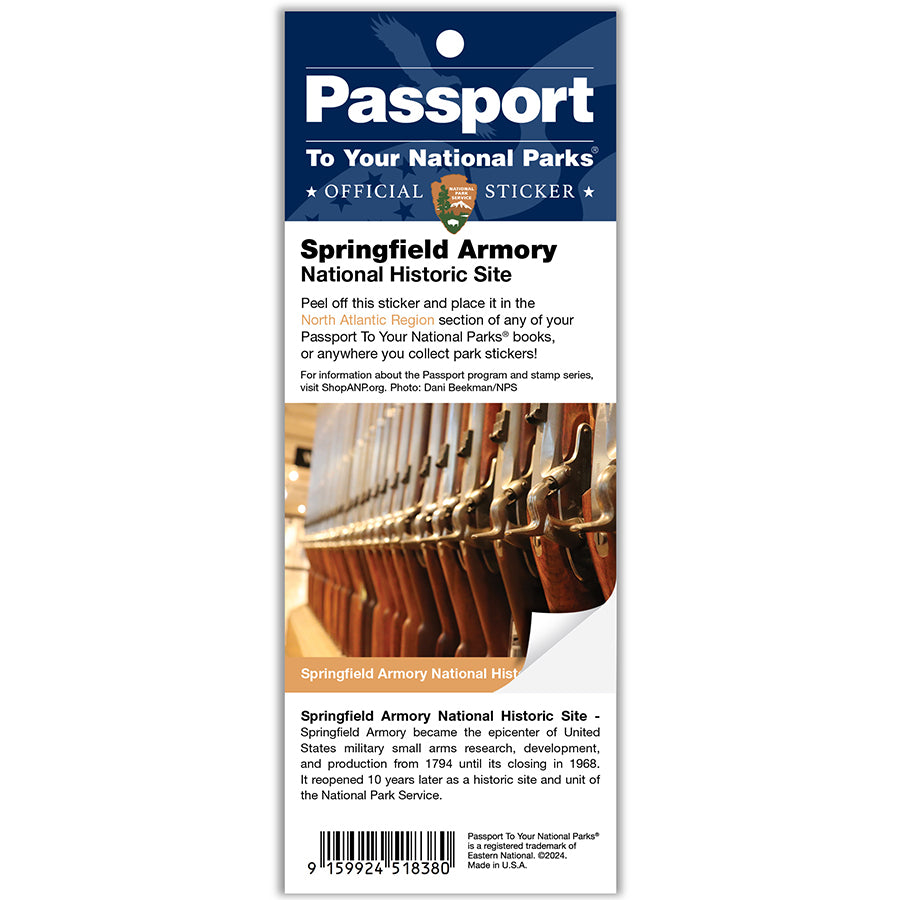 Passport
To Your National Parks®
★ OFFICIAL STICKER ★
NATIONAL
PARK
SERVICE
Springfield Armory
National Historic Site
Peel off this sticker and place it in the
North Atlantic Region section of any of your
Passport To Your National Parks® books,
or anywhere you collect park stickers!
For information about the Passport program and stamp series,
visit ShopANP.org. Photo: Dani Beekman/NPS
Springfield Armory National Hist
Springfield Armory National Historic Site -
Springfield Armory became the epicenter of United
States military small arms research, development,
and production from 1794 until its closing in 1968.
It reopened 10 years later as a historic site and unit of
the National Park Service.
9 159924 518380
Passport To Your National Parks®
is a registered trademark of
Eastern National. ©2024.
Made in U.S.A.